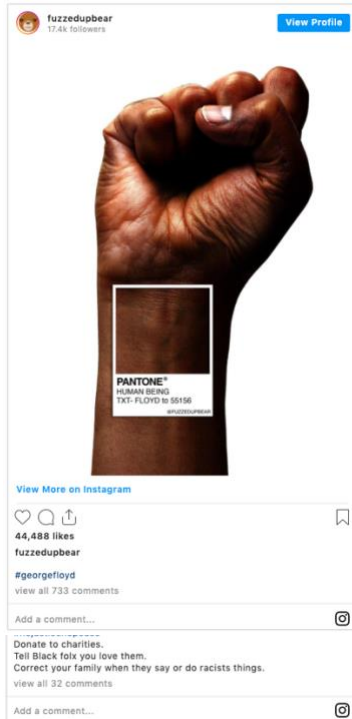 fuzzedupbear
17.4k followers
View Profile
PANTONE®
HUMAN BEING
TXT- FLOYD to 55156
@FUZZEDUPBEAR
View More on Instagram
44,488 likes
fuzzedupbear
#georgefloyd
view all 733 comments
Add a comment...
Donate to charities.
Tell Black folx you love them.
Correct your family when they say or do racists things.
view all 32 comments
Add a comment...